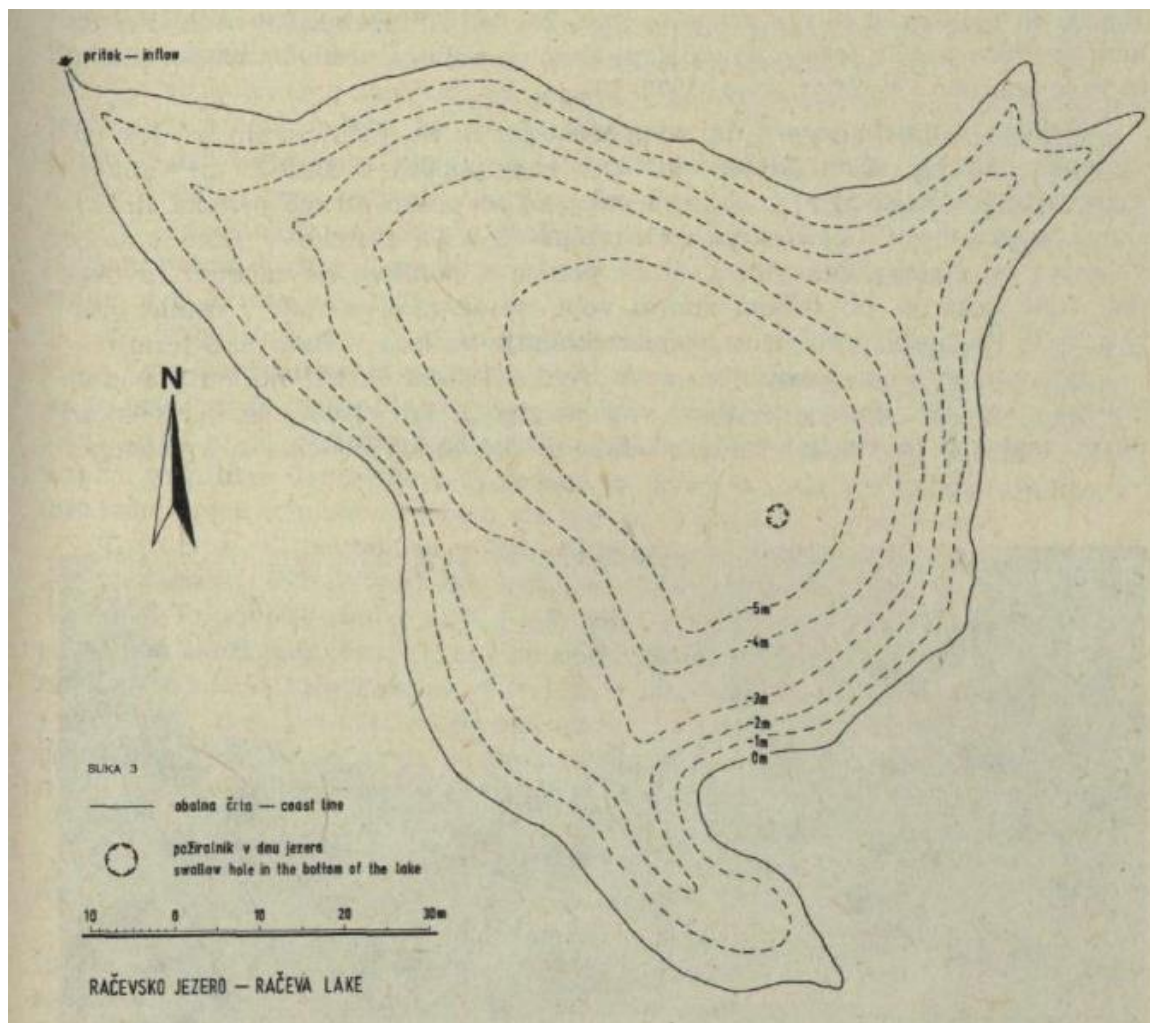 pritok — inflow
N
-5m
-4m
-3m
-2m
-1m
0m
SLIKA 3
obalna črta — coast line
požiralnik v dnu jezera
swallow hole in the bottom of the lake
10 0 10 20 30m
RAČEVSKO JEZERO — RAČEVA LAKE